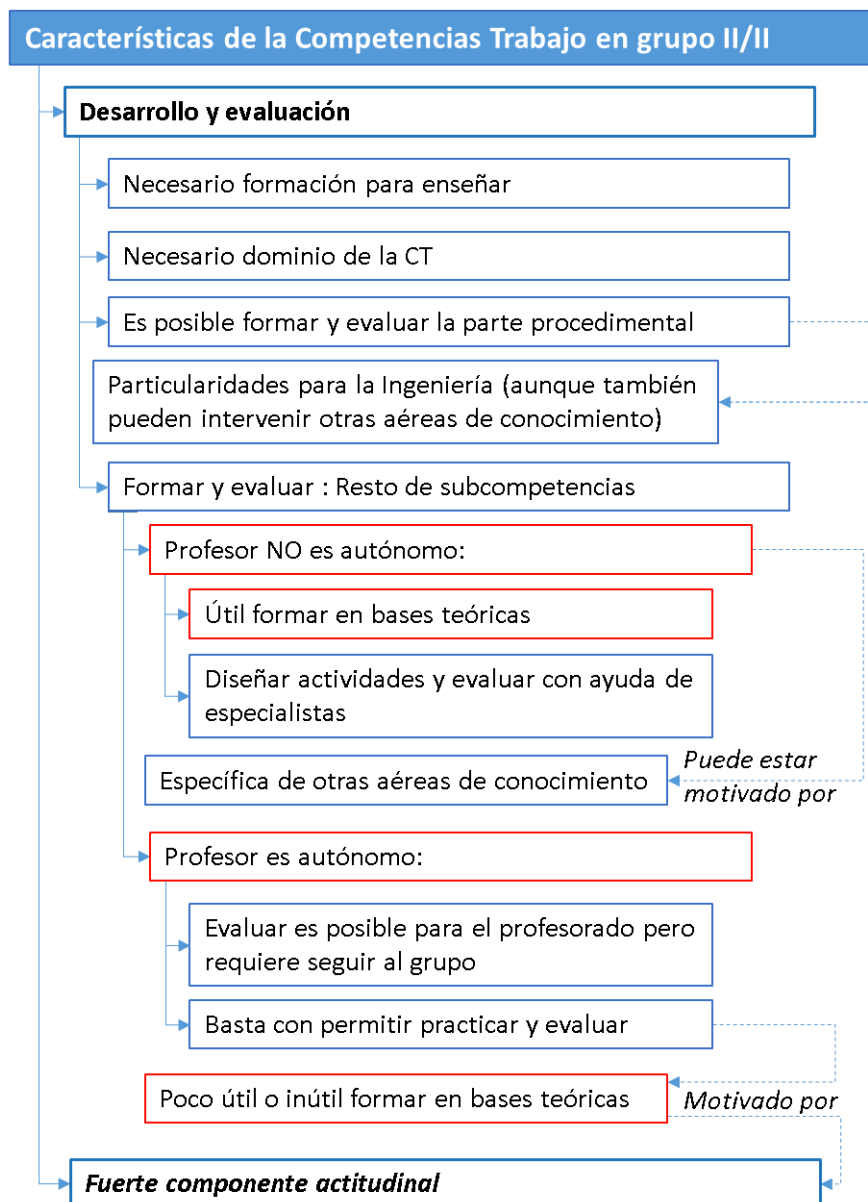 Características de la Competencias Trabajo en grupo II/II
Desarrollo y evaluación
Necesario formación para enseñar
Necesario dominio de la CT
Es posible formar y evaluar la parte procedimental
Particularidades para la Ingeniería (aunque también
pueden intervenir otras aéreas de conocimiento)
Formar y evaluar : Resto de subcompetencias
Profesor NO es autónomo:
Útil formar en bases teóricas
Diseñar actividades y evaluar con ayuda de
especialistas
Específica de otras aéreas de conocimiento
Puede estar
motivado por
Profesor es autónomo:
Evaluar es posible para el profesorado pero
requiere seguir al grupo
Basta con permitir practicar y evaluar
Poco útil o inútil formar en bases teóricas
Motivado por
Fuerte componente actitudinal